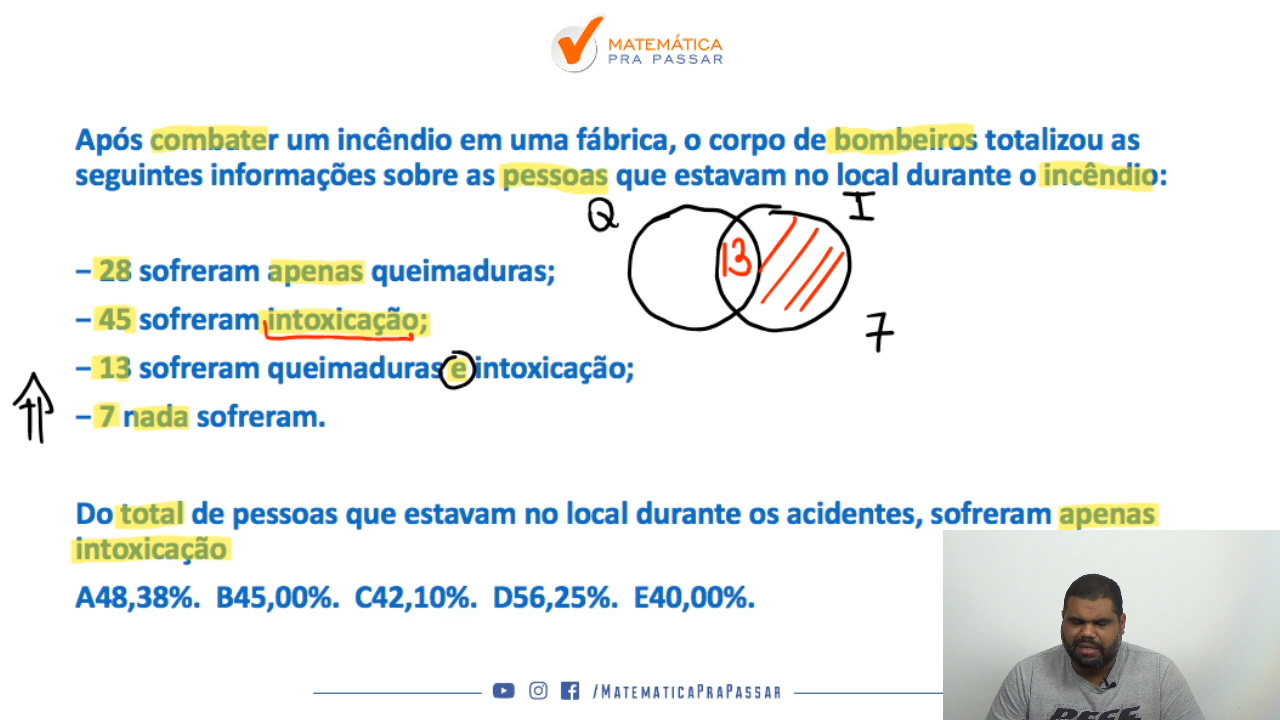 MATEMÁTICA
PRA PASSAR
Após combater um incêndio em uma fábrica, o corpo de bombeiros totalizou as
seguintes informações sobre as pessoas que estavam no local durante o incêndio:
Q
I
13
7
– 28 sofreram apenas queimaduras;
– 45 sofreram intoxicação;
– 13 sofreram queimaduras e intoxicação;
– 7 nada sofreram.
Do total de pessoas que estavam no local durante os acidentes, sofreram apenas
intoxicação
A48,38%. B45,00%. C42,10%. D56,25%. E40,00%.
/MATEMATICAPRAPASSAR